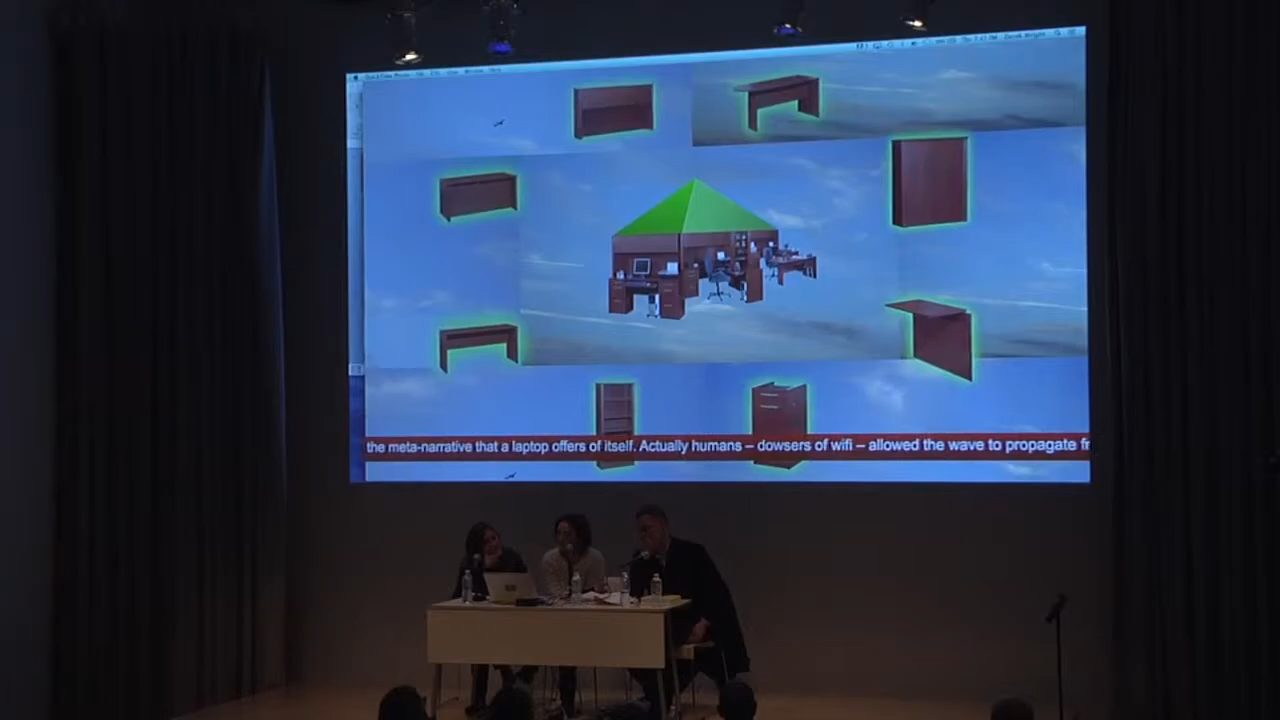 the meta-narrative that a laptop offers of itself. Actually humans – dowsers of wifi – allowed the wave to propagate fr